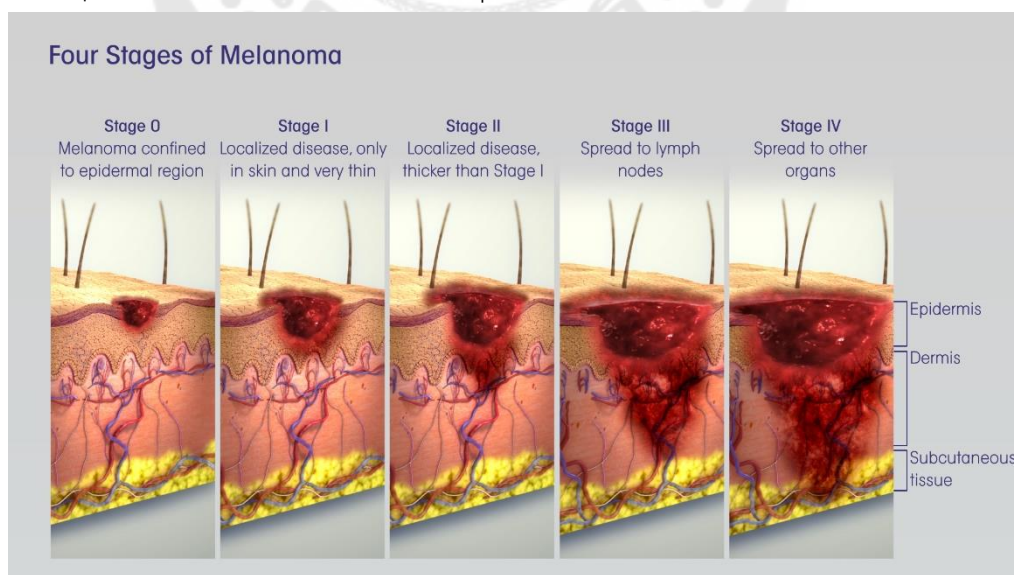 Four Stages of Melanoma
Stage 0
Melanoma confined
to epidermal region
Stage I
Localized disease, only
in skin and very thin
Stage II
Localized disease,
thicker than Stage I
Stage III
Spread to lymph
nodes
Stage IV
Spread to other
organs
Epidermis
Dermis
Subcutaneous
tissue